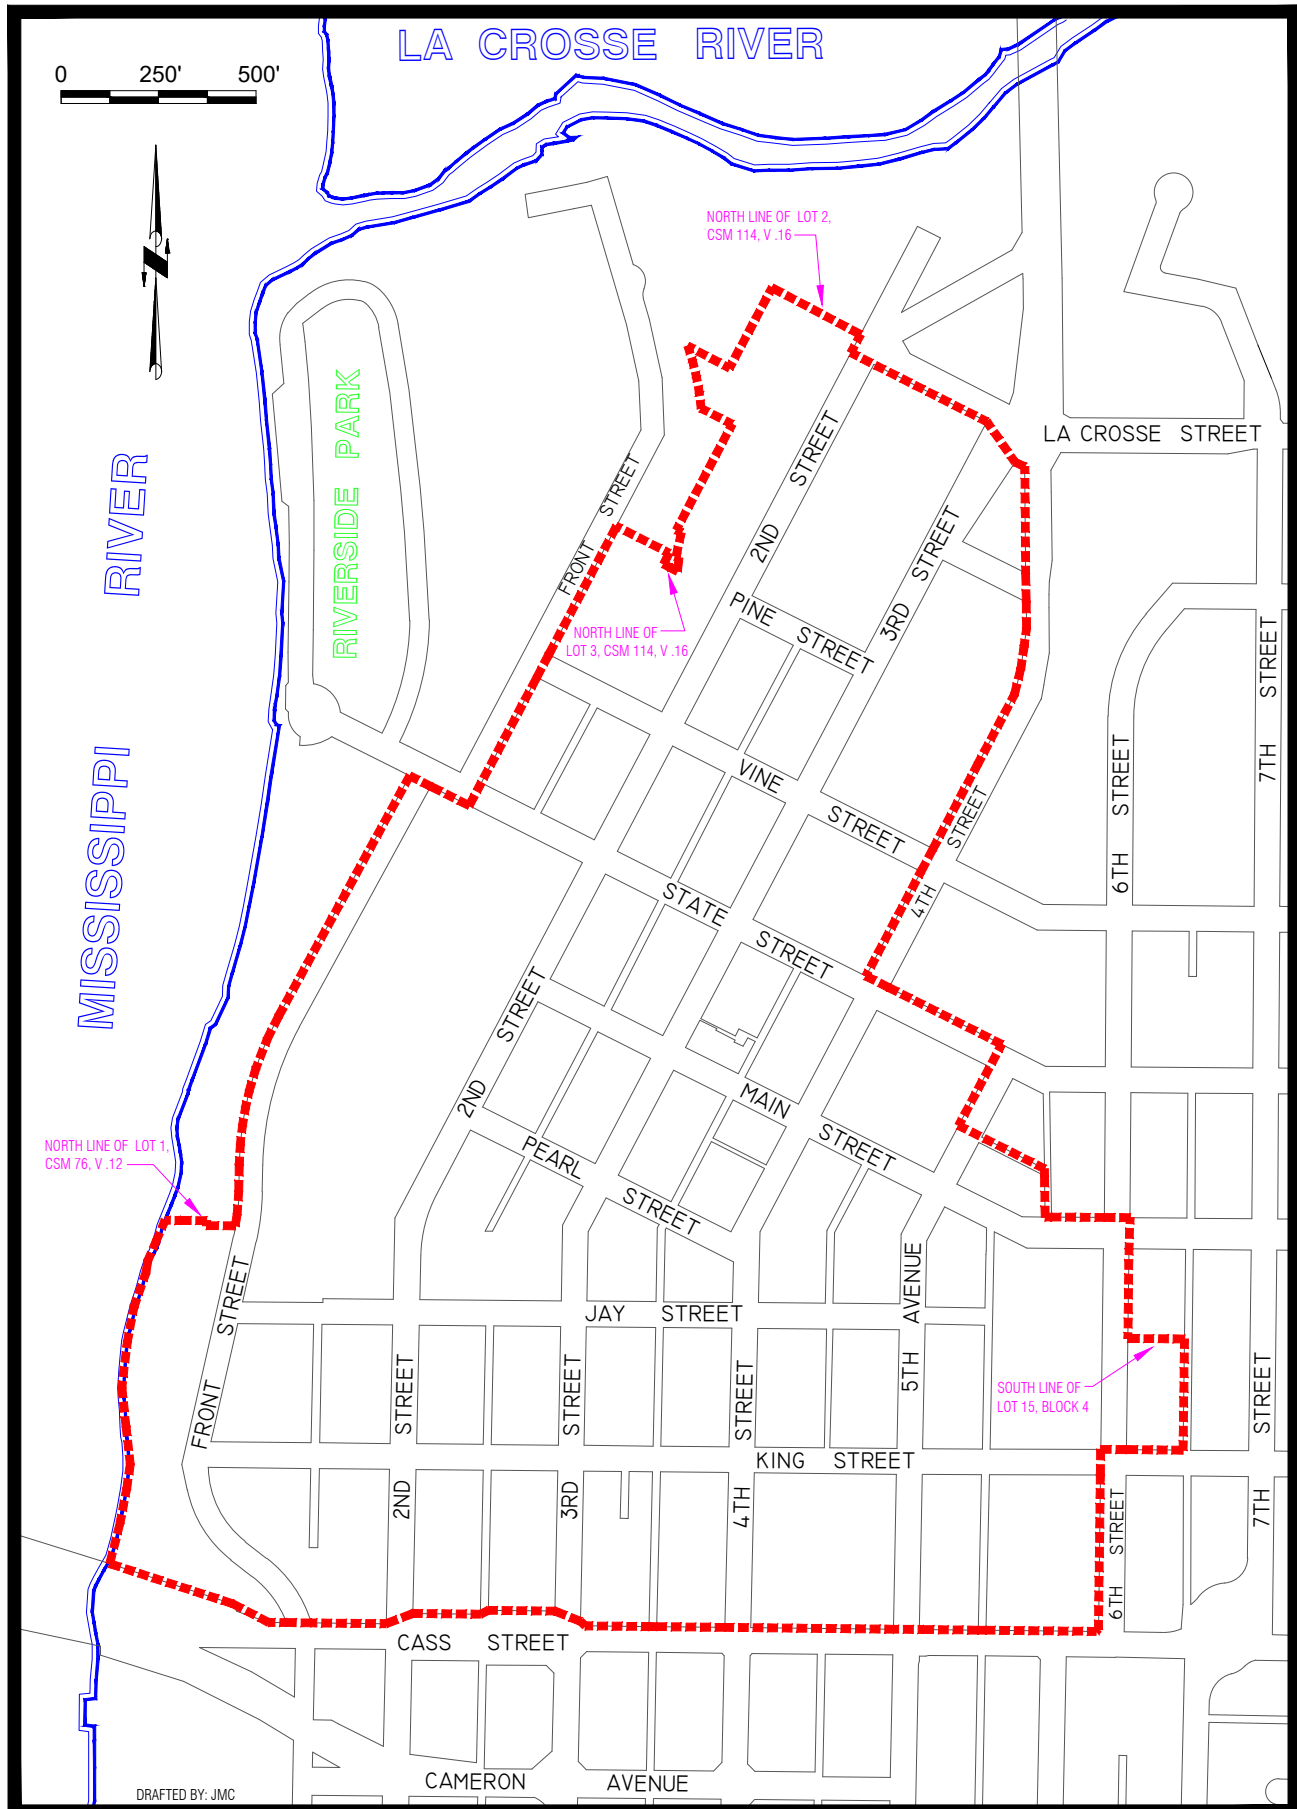 LA CROSSE RIVER
0 250' 500'
NORTH LINE OF LOT 2,
CSM 114, V .16
RIVERSIDE PARK
MISSISSIPPI RIVER
LA CROSSE STREET
FRONT STREET
2ND STREET
3RD STREET
PINE STREET
NORTH LINE OF
LOT 3, CSM 114, V .16
7TH STREET
6TH STREET
VINE STREET
4TH STREET
STATE STREET
2ND STREET
MAIN STREET
PEARL STREET
NORTH LINE OF LOT 1,
CSM 76, V .12
FRONT STREET
JAY STREET
5TH AVENUE
2ND STREET
3RD STREET
4TH STREET
SOUTH LINE OF
LOT 15, BLOCK 4
7TH STREET
KING STREET
6TH STREET
CASS STREET
CAMERON AVENUE
DRAFTED BY: JMC